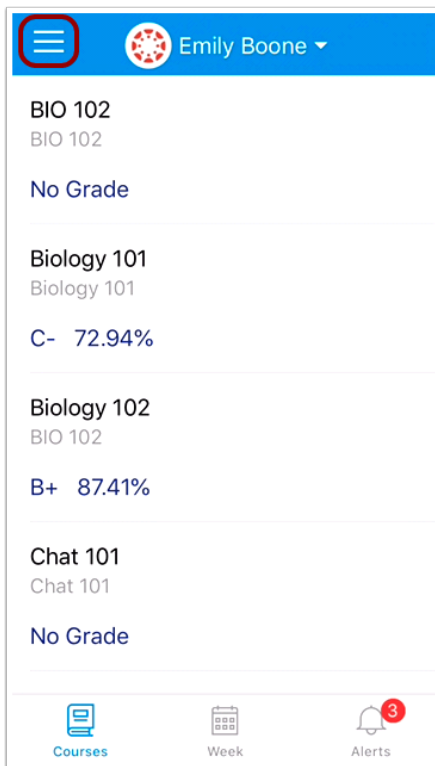 Emily Boone
BIO 102
BIO 102
No Grade
Biology 101
Biology 101
C- 72.94%
Biology 102
BIO 102
B+ 87.41%
Chat 101
Chat 101
No Grade
3
Courses Week Alerts